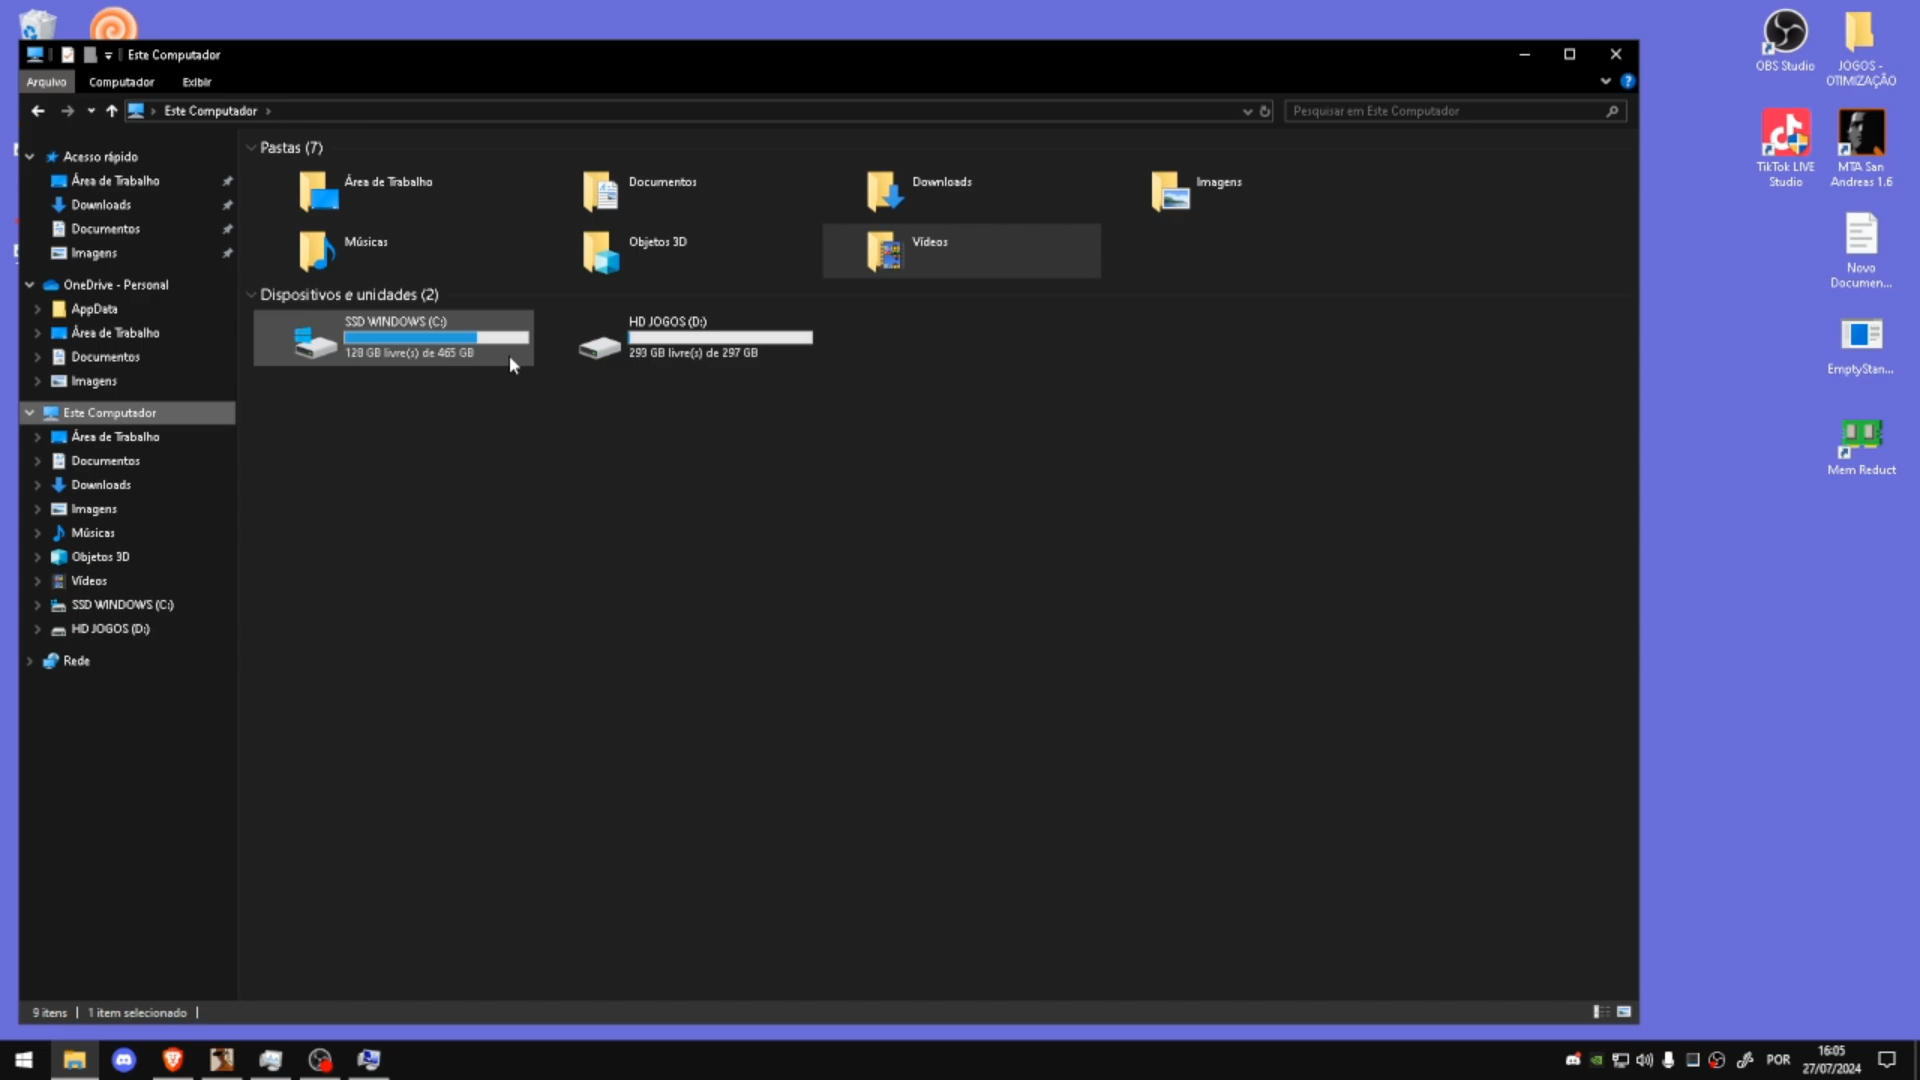 Este Computador
Arquivo
Computador
Exibir
Este Computador
Pesquisar em Este Computador
Acesso rápido
Área de Trabalho
Downloads
Documentos
Imagens
OneDrive - Personal
AppData
Área de Trabalho
Documentos
Imagens
Este Computador
Área de Trabalho
Documentos
Downloads
Imagens
Músicas
Objetos 3D
Vídeos
SSD WINDOWS (C:)
HD JOGOS (D:)
Rede
Pastas (7)
Área de Trabalho
Documentos
Downloads
Imagens
Músicas
Objetos 3D
Vídeos
Dispositivos e unidades (2)
SSD WINDOWS (C:)
128 GB livre(s) de 465 GB
HD JOGOS (D:)
293 GB livre(s) de 297 GB
9 itens
1 item selecionado
OBS Studio
JOGOS -
OTIMIZAÇÃO
TikTok LIVE
Studio
MTA San
Andreas 1.6
Novo
Documen...
EmptyStan...
Mem Reduct
POR
16:05
27/07/2024